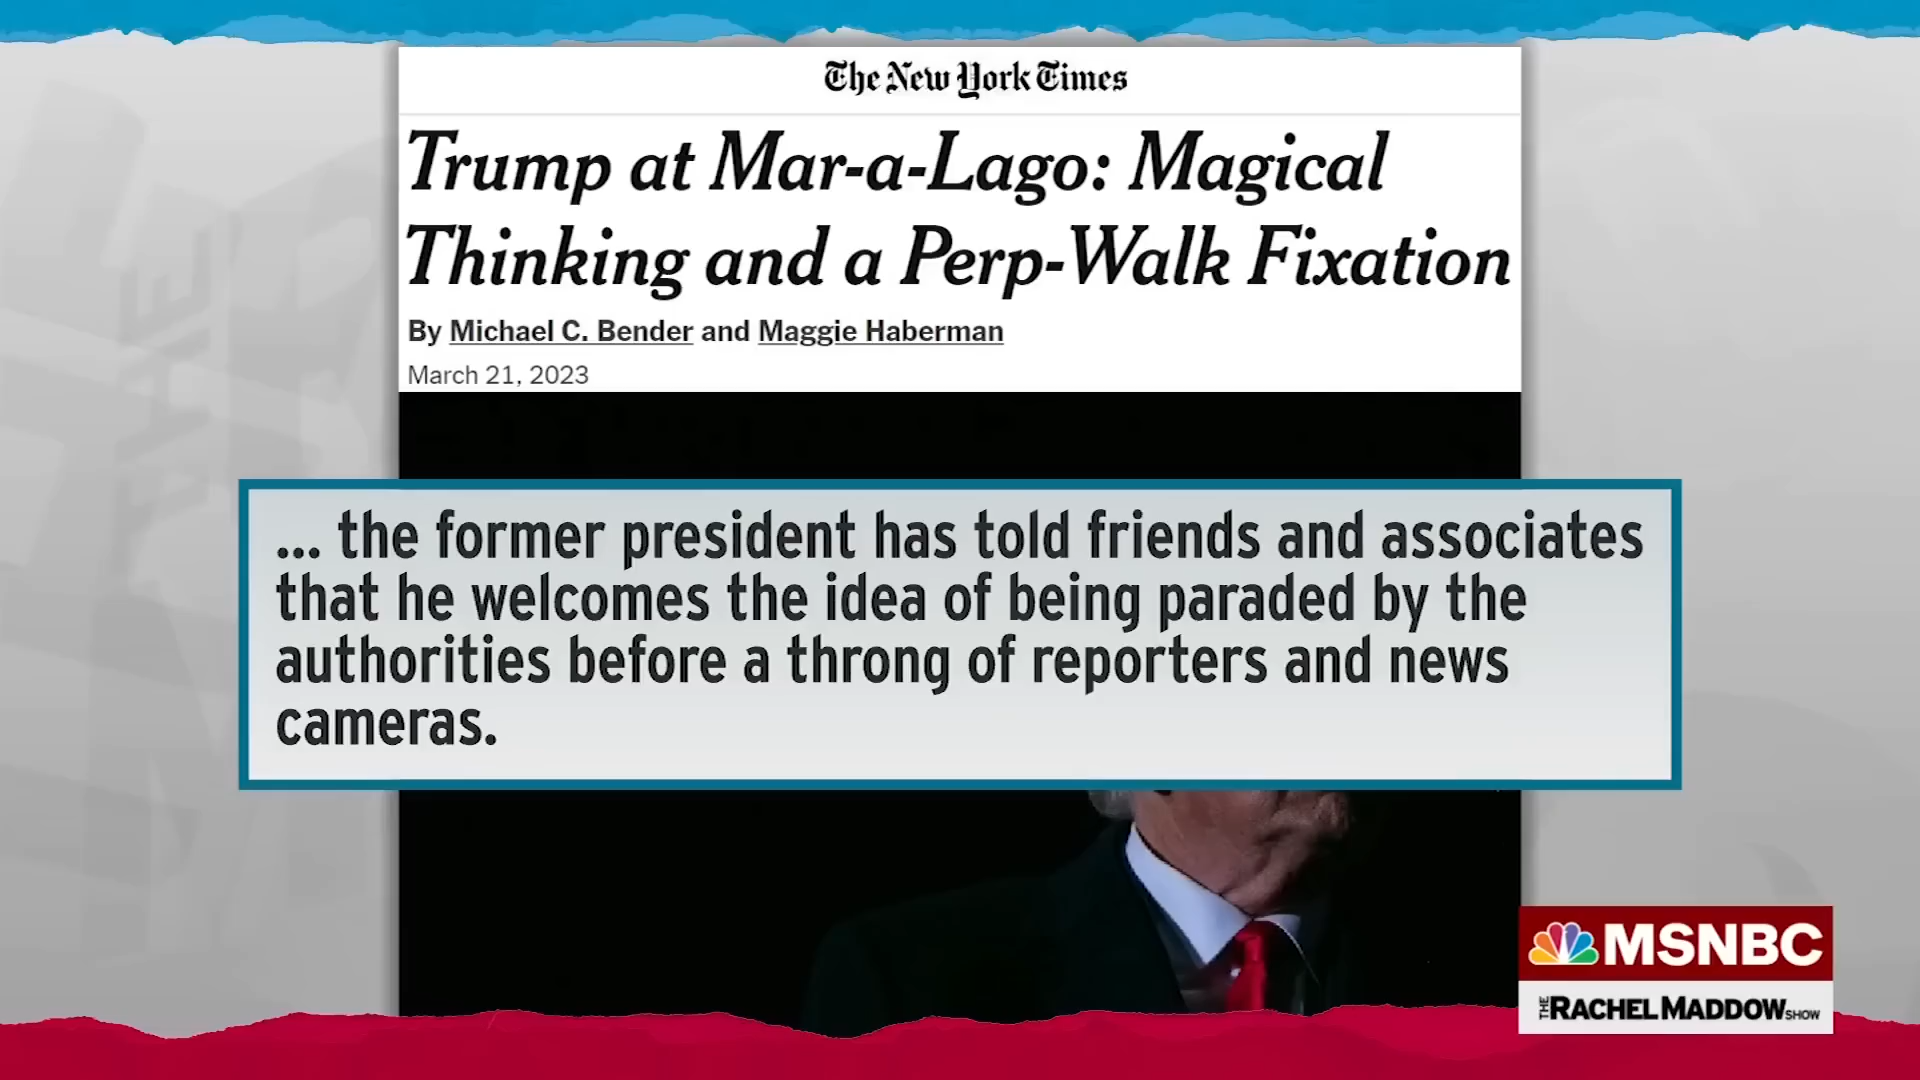 The New York Times
Trump at Mar-a-Lago: Magical
Thinking and a Perp-Walk Fixation
By Michael C. Bender and Maggie Haberman
March 21, 2023
... the former president has told friends and associates
that he welcomes the idea of being paraded by the
authorities before a throng of reporters and news
cameras.
MSNBC
THE RACHEL MADDOW SHOW